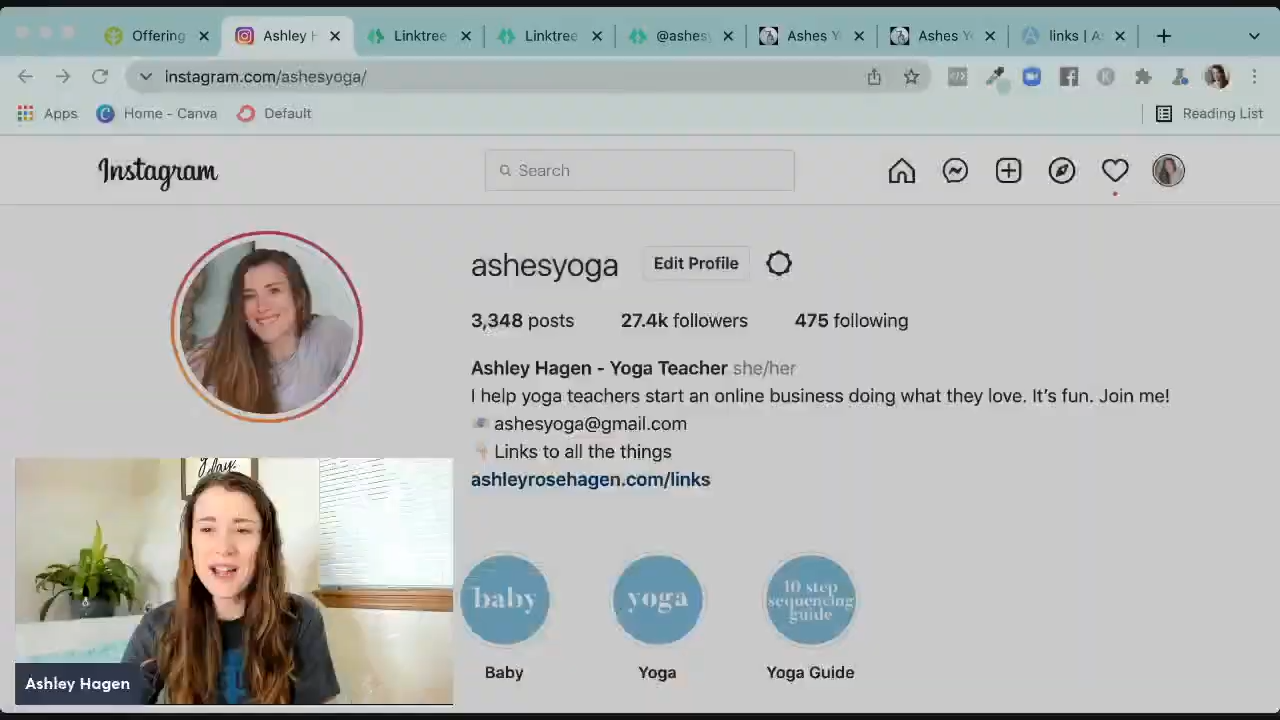 Offering
Ashley H
Linktree
Linktree
@ashes
Ashes Y
Ashes Y
links | A
instagram.com/ashesyoga/
Apps
Home - Canva
Default
Reading List
Instagram
Search
ashesyoga
Edit Profile
3,348 posts
27.4k followers
475 following
Ashley Hagen - Yoga Teacher she/her
I help yoga teachers start an online business doing what they love. It’s fun. Join me!
ashesyoga@gmail.com
Links to all the things
ashleyrosehagen.com/links
baby
yoga
10 step
sequencing
guide
Baby
Yoga
Yoga Guide
Ashley Hagen